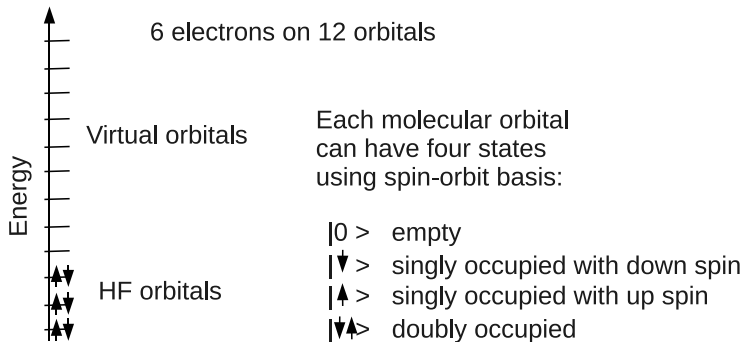 6 electrons on 12 orbitals
Energy
Virtual orbitals
HF orbitals
Each molecular orbital
can have four states
using spin-orbit basis:
|0 > empty
|↓ > singly occupied with down spin
|↑ > singly occupied with up spin
|↓↑> doubly occupied